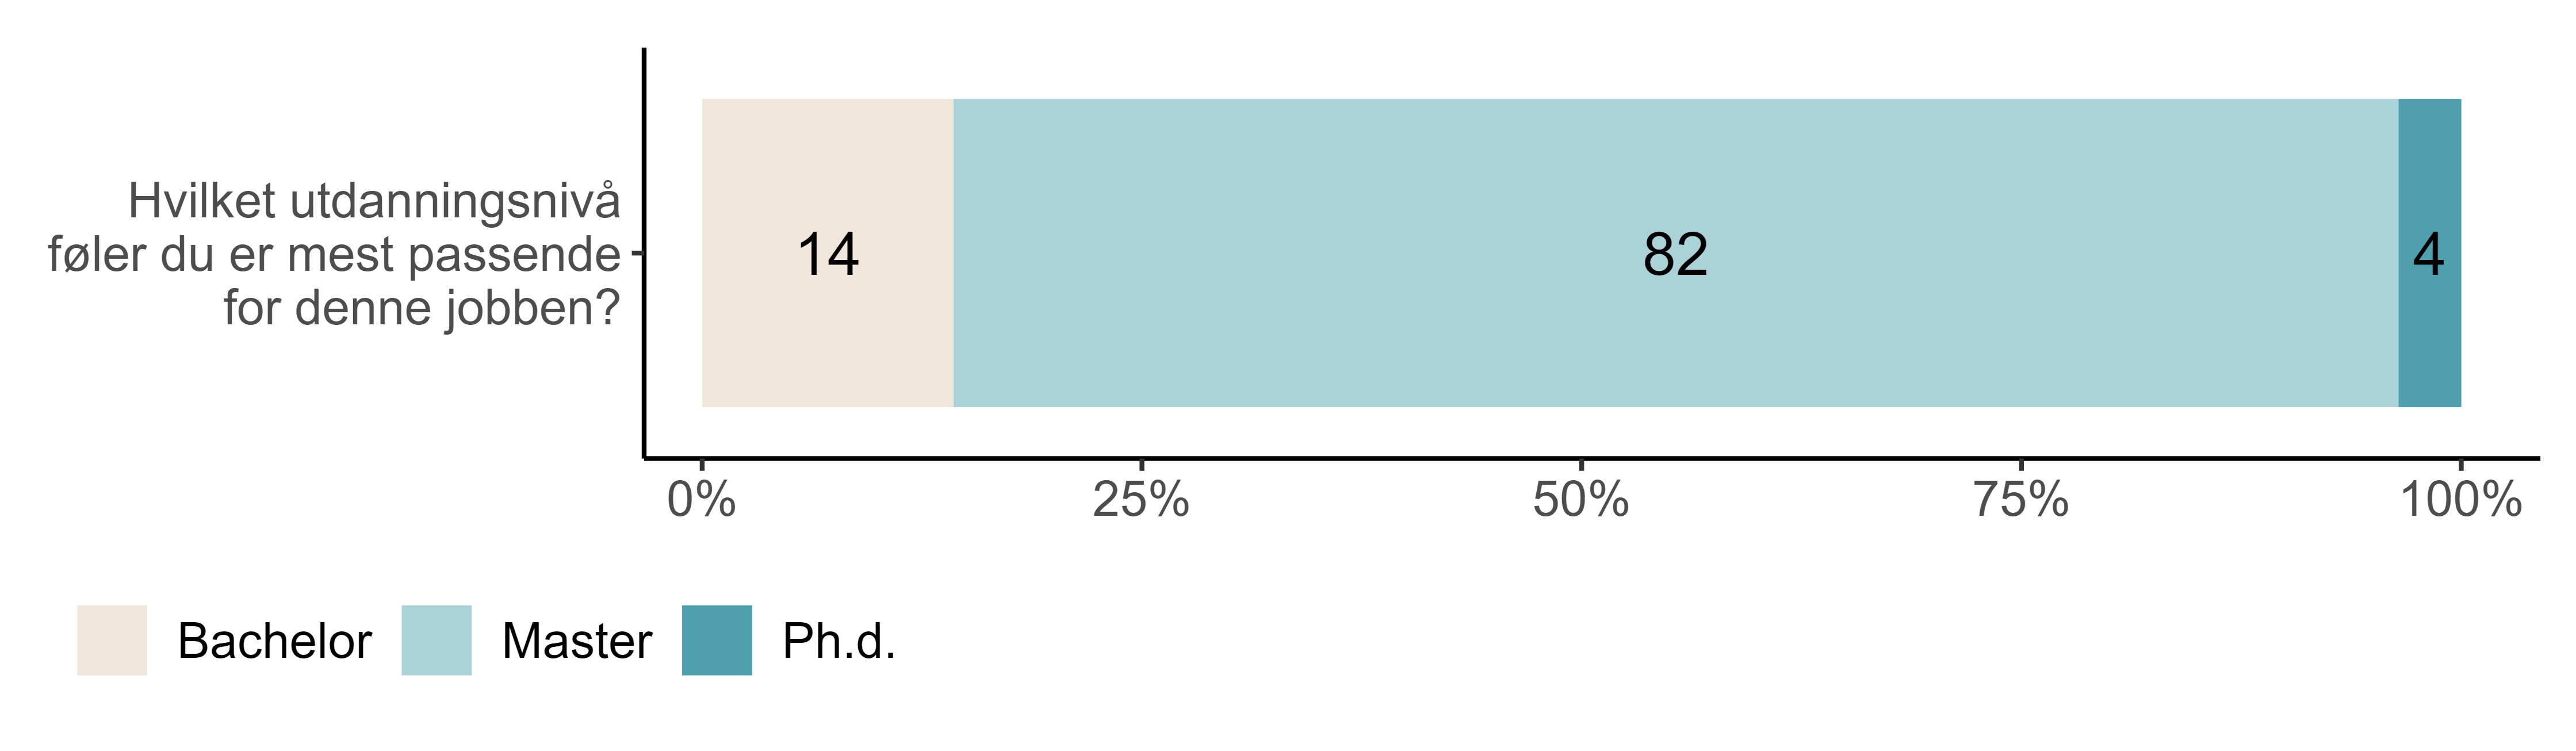 Hvilket utdanningsnivå
føler du er mest passende
for denne jobben?
14 82 4
0% 25% 50% 75% 100%
Bachelor Master Ph.d.